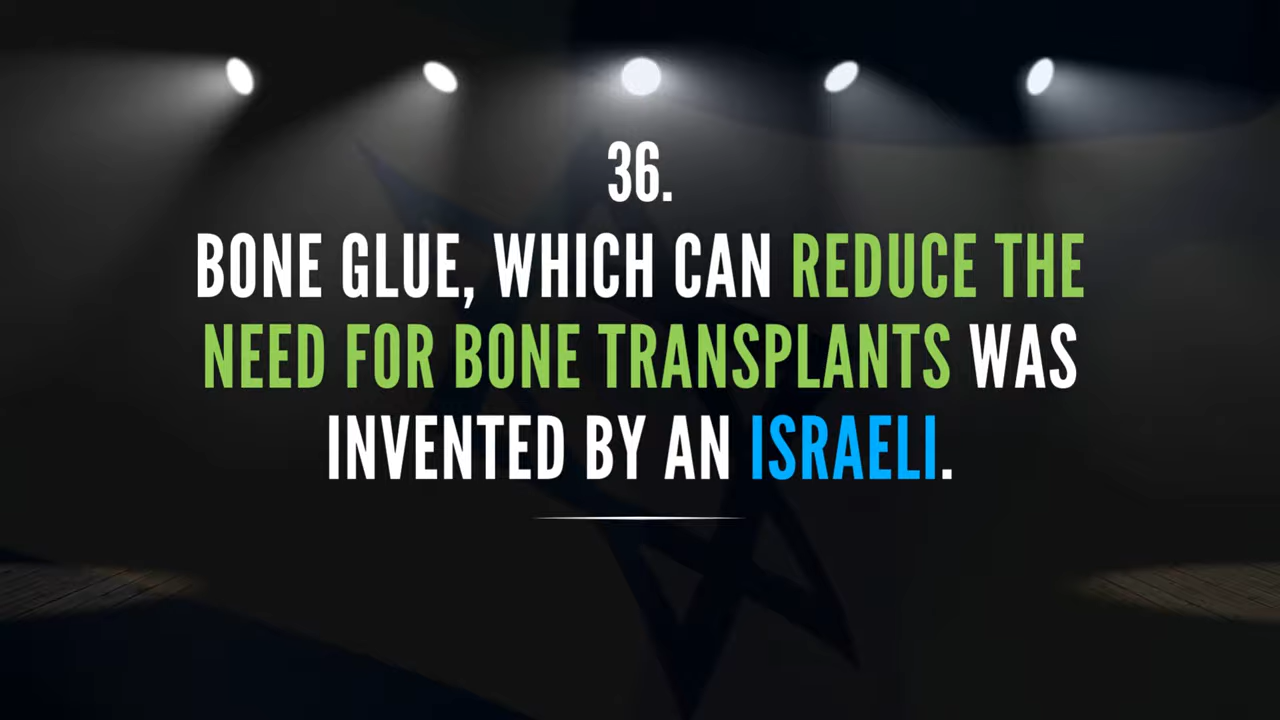 36.
BONE GLUE, WHICH CAN REDUCE THE
NEED FOR BONE TRANSPLANTS WAS
INVENTED BY AN ISRAELI.